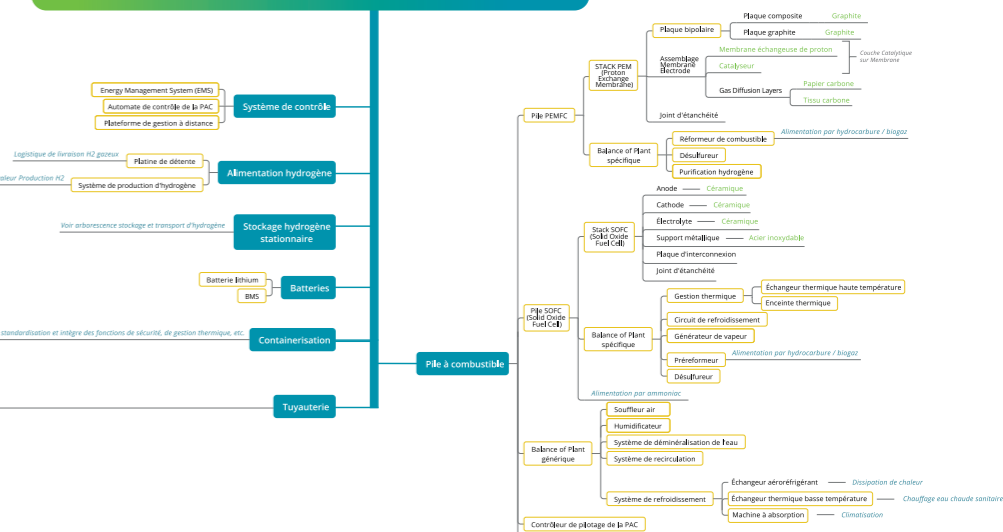 Energy Management System (EMS)
Automate de contrôle de la PAC
Plateforme de gestion à distance
Système de contrôle
Logistique de livraison H2 gazeux
Platine de détente
Production H2
Système de production d'hydrogène
Alimentation hydrogène
Voir arborescence stockage et transport d'hydrogène
Stockage hydrogène
stationnaire
Batterie lithium
BMS
Batteries
standardisation et intègre des fonctions de sécurité, de gestion thermique, etc.
Containerisation
Tuyauterie
Pile à combustible
Pile PEMFC
STACK PEM
(Proton
Exchange
Membrane)
Plaque bipolaire
Plaque composite
Graphite
Plaque graphite
Graphite
Assemblage
Membrane
Electrode
Membrane échangeuse de proton
Catalyseur
Couche Catalytique
sur Membrane
Gas Diffusion Layers
Papier carbone
Tissu carbone
Joint d'étanchéité
Balance of Plant
spécifique
Réformeur de combustible
Alimentation par hydrocarbure / biogaz
Désulfureur
Purification hydrogène
Pile SOFC
(Solid Oxide
Fuel Cell)
Stack SOFC
(Solid Oxide
Fuel Cell)
Anode
Céramique
Cathode
Céramique
Électrolyte
Céramique
Support métallique
Acier inoxydable
Plaque d'interconnexion
Joint d'étanchéité
Balance of Plant
spécifique
Gestion thermique
Échangeur thermique haute température
Enceinte thermique
Circuit de refroidissement
Générateur de vapeur
Préreformeur
Alimentation par hydrocarbure / biogaz
Désulfureur
Alimentation par ammoniac
Balance of Plant
générique
Souffleur air
Humidificateur
Système de déminéralisation de l'eau
Système de recirculation
Système de refroidissement
Échangeur aéroréfrigérant
Dissipation de chaleur
Échangeur thermique basse température
Chauffage eau chaude sanitaire
Machine à absorption
Climatisation
Contrôleur de pilotage de la PAC